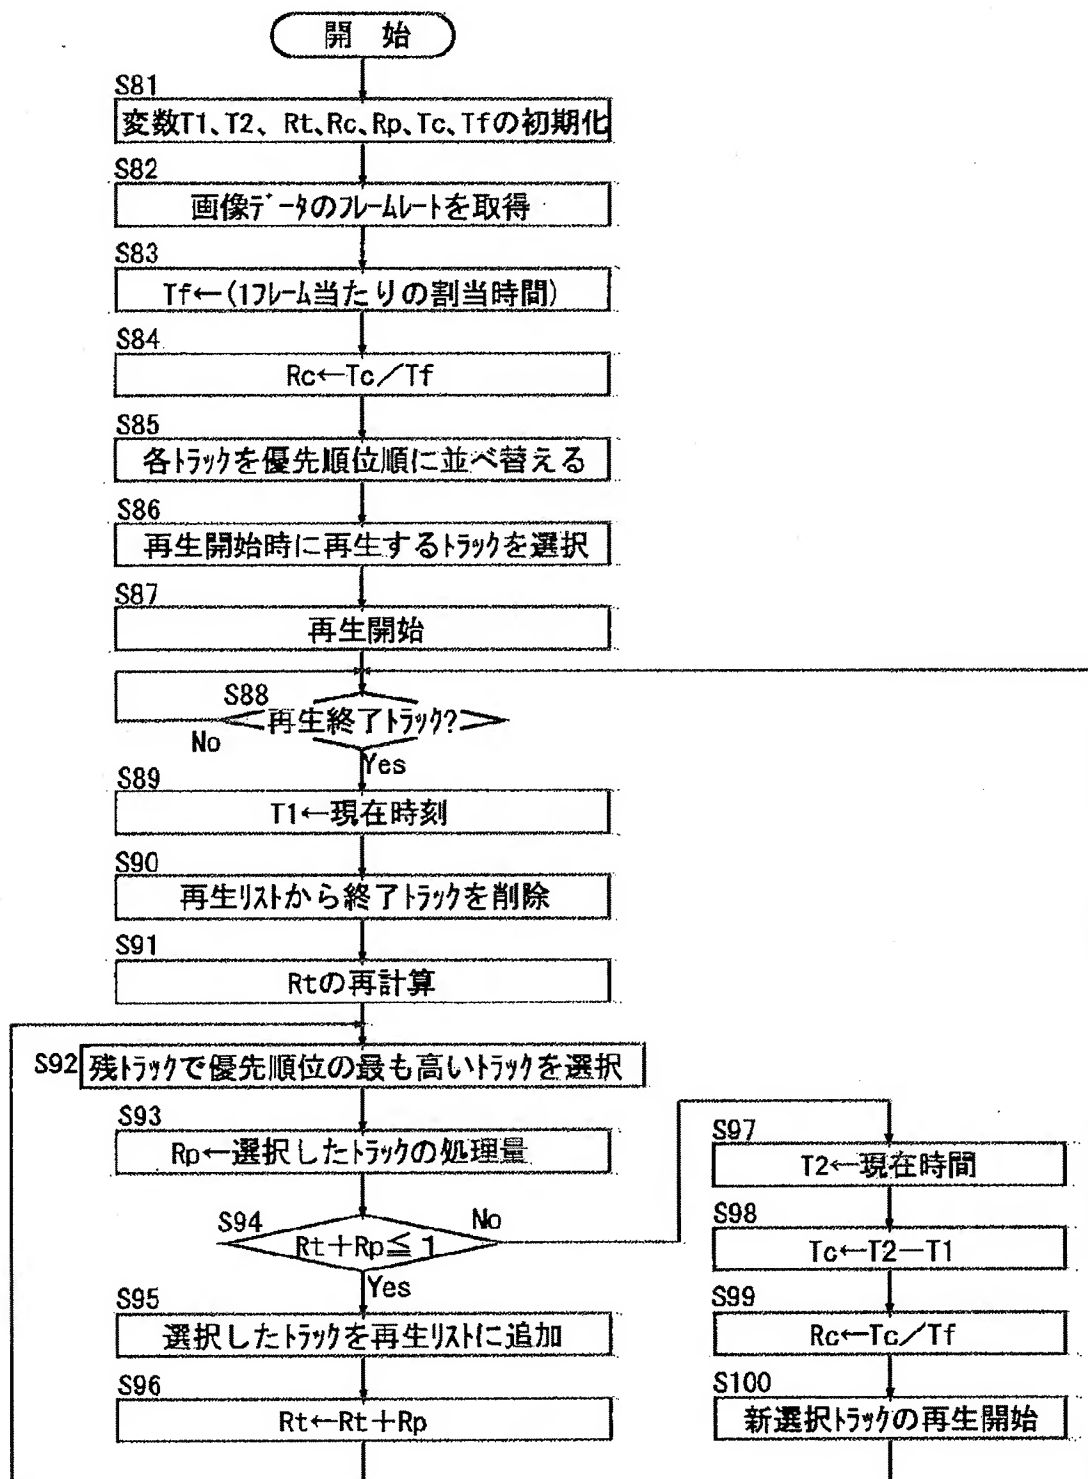 開 始
S81
変数T1、T2、Rt、Rc、Rp、Tc、Tfの初期化
S82
画像ﾃﾞｰﾀのﾌﾚｰﾑﾚｰﾄを取得
S83
Tf←(1ﾌﾚｰﾑ当たりの割当時間)
S84
Rc←Tc／Tf
S85
各ﾄﾗｯｸを優先順位順に並べ替える
S86
再生開始時に再生するﾄﾗｯｸを選択
S87
再生開始
S88
再生終了ﾄﾗｯｸ?
No
Yes
S89
T1←現在時刻
S90
再生ﾘｽﾄから終了ﾄﾗｯｸを削除
S91
Rtの再計算
S92
残ﾄﾗｯｸで優先順位の最も高いﾄﾗｯｸを選択
S93
Rp←選択したﾄﾗｯｸの処理量
S94
Rt＋Rp≦1
No
Yes
S95
選択したﾄﾗｯｸを再生ﾘｽﾄに追加
S96
Rt←Rt＋Rp
S97
T2←現在時間
S98
Tc←T2－T1
S99
Rc←Tc／Tf
S100
新選択ﾄﾗｯｸの再生開始